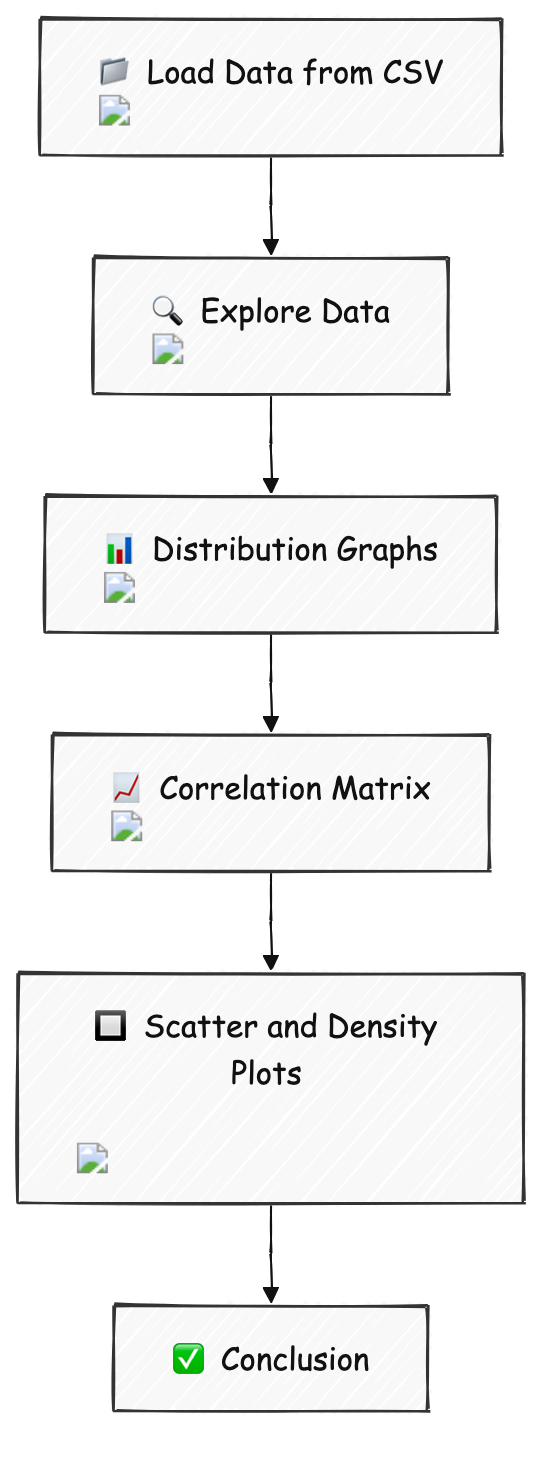 Load Data from CSV
Explore Data
Distribution Graphs
Correlation Matrix
Scatter and Density
Plots
Conclusion